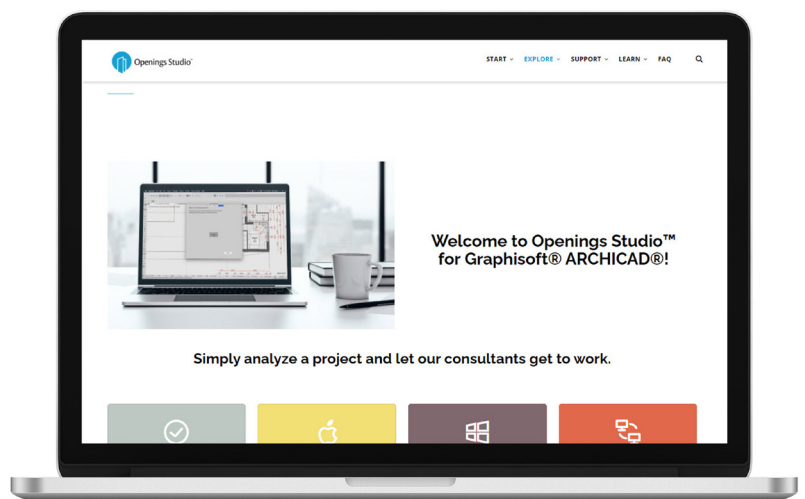 Openings Studio™
START EXPLORE SUPPORT LEARN FAQ
Welcome to Openings Studio™
for Graphisoft® ARCHICAD®!
Simply analyze a project and let our consultants get to work.